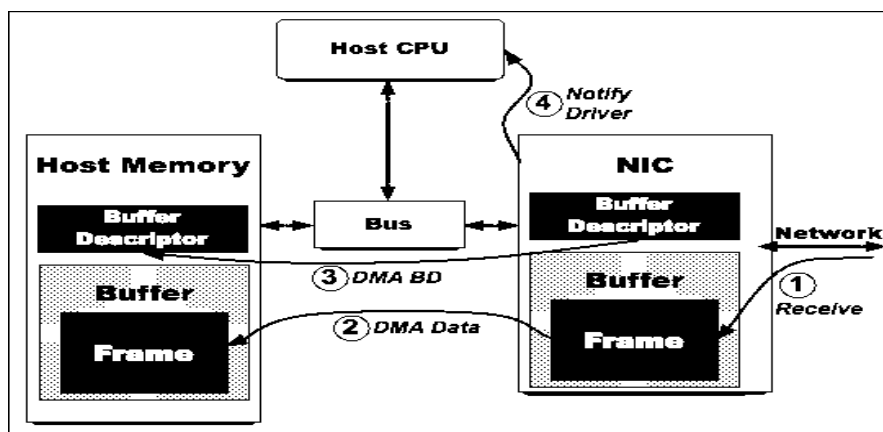 Host CPU
4 Notify
Driver
Host Memory
NIC
Buffer
Descriptor
Bus
Buffer
Descriptor
Network
3 DMA BD
Buffer
Buffer
1
Receive
2 DMA Data
Frame
Frame